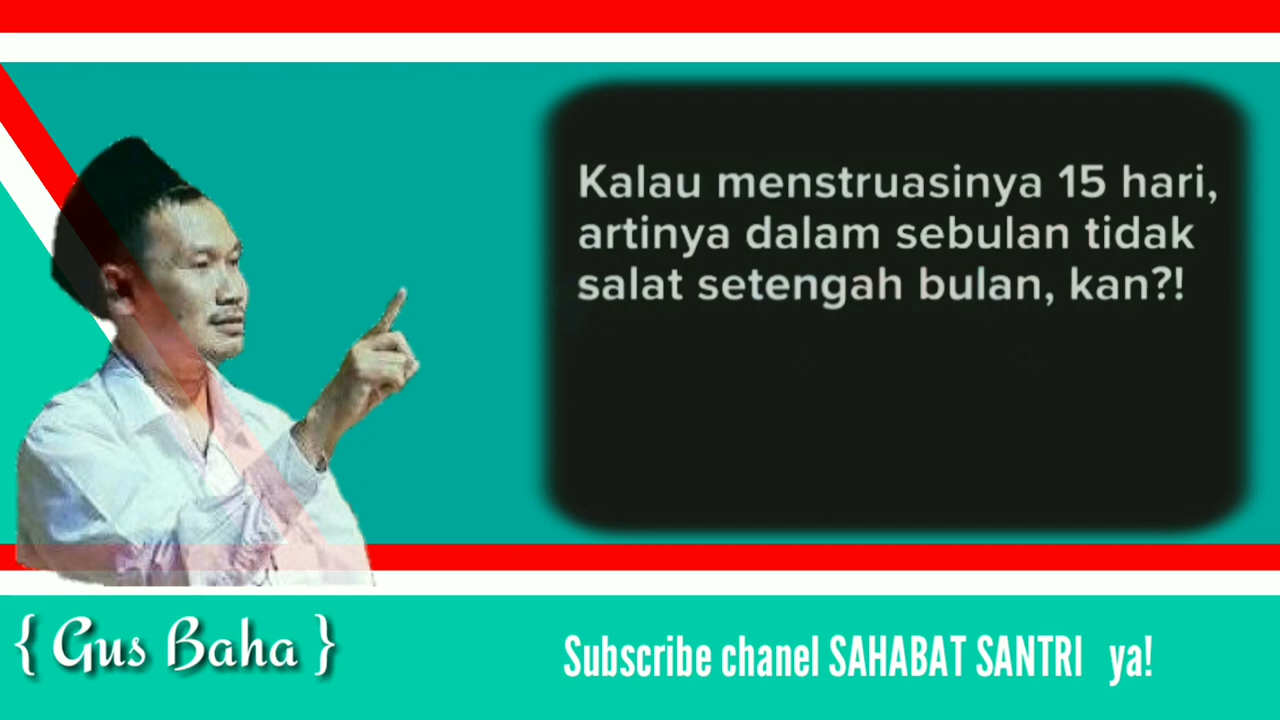 Kalau menstruasinya 15 hari,
artinya dalam sebulan tidak
salat setengah bulan, kan?!
{ Gus Baha }
Subscribe chanel SAHABAT SANTRI ya!